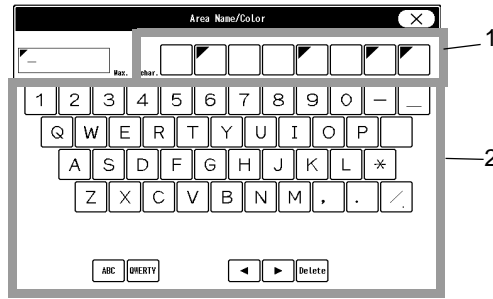 Area Name/Color
1
_
Max. char.
1 2 3 4 5 6 7 8 9 0 - _
Q W E R T Y U I O P
2
A S D F G H J K L *
Z X C V B N M , . /
ABC QWERTY ◄ ► Delete